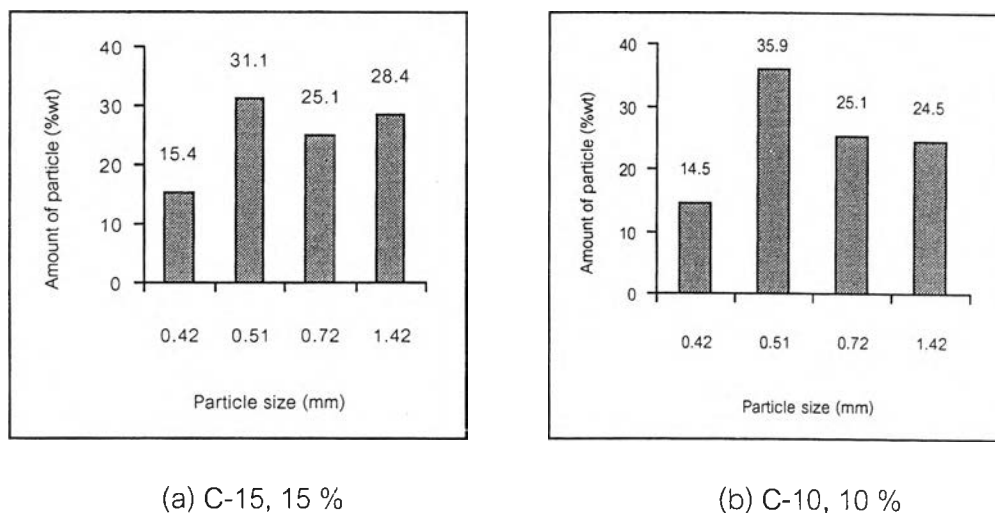 40
30
20
10
0
Amount of particle (%wt)
15.4
31.1
25.1
28.4
0.42 0.51 0.72 1.42
Particle size (mm)
(a) C-15, 15 %
40
30
20
10
0
Amount of particle (%wt)
14.5
35.9
25.1
24.5
0.42 0.51 0.72 1.42
Particle size (mm)
(b) C-10, 10 %